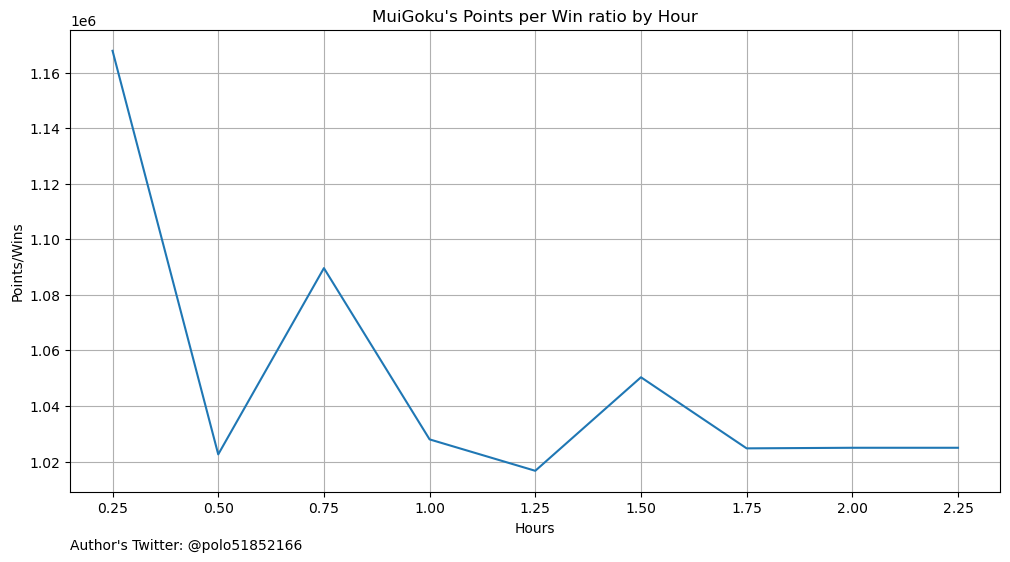 MuiGoku's Points per Win ratio by Hour
1e6
1.16
1.14
1.12
1.10
1.08
1.06
1.04
1.02
Points/Wins
0.25 0.50 0.75 1.00 1.25 1.50 1.75 2.00 2.25
Hours
Author's Twitter: @polo51852166